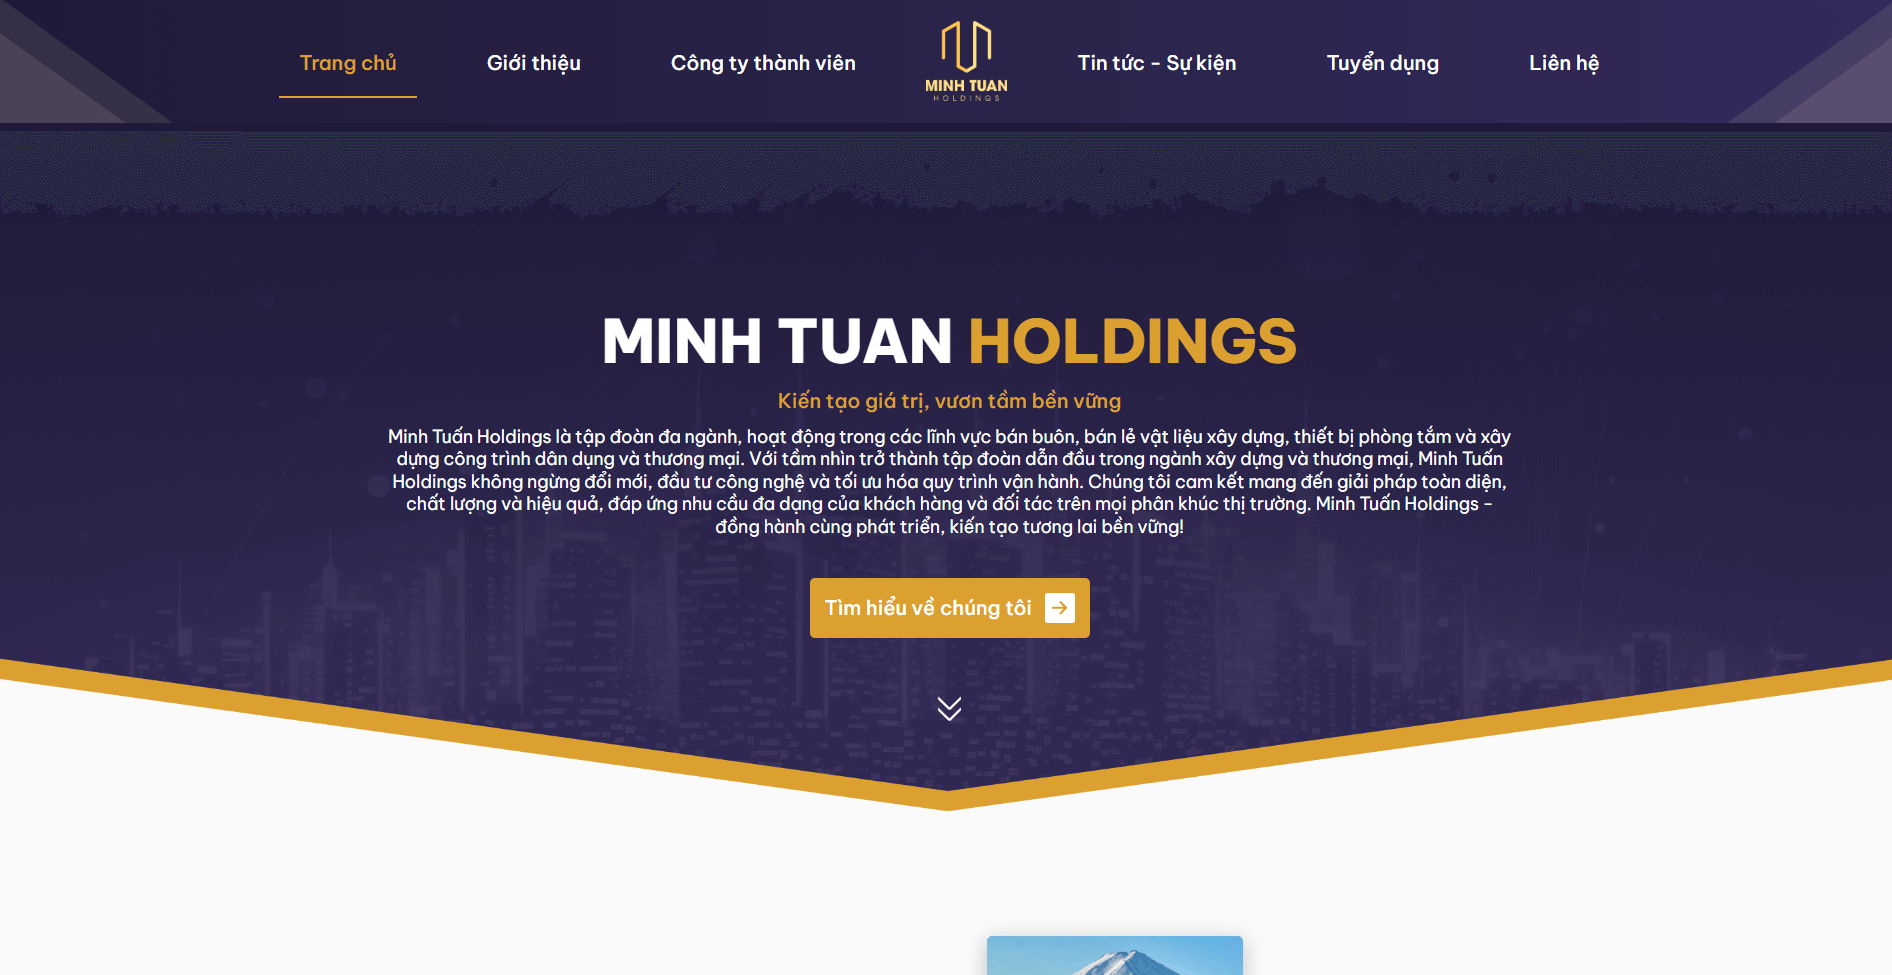 Trang chủ
Giới thiệu
Công ty thành viên
MINH TUAN
HOLDINGS
Tin tức - Sự kiện
Tuyển dụng
Liên hệ
MINH TUAN HOLDINGS
Kiến tạo giá trị, vươn tầm bền vững
Minh Tuấn Holdings là tập đoàn đa ngành, hoạt động trong các lĩnh vực bán buôn, bán lẻ vật liệu xây dựng, thiết bị phòng tắm và xây
dựng công trình dân dụng và thương mại. Với tầm nhìn trở thành tập đoàn dẫn đầu trong ngành xây dựng và thương mại, Minh Tuấn
Holdings không ngừng đổi mới, đầu tư công nghệ và tối ưu hóa quy trình vận hành. Chúng tôi cam kết mang đến giải pháp toàn diện,
chất lượng và hiệu quả, đáp ứng nhu cầu đa dạng của khách hàng và đối tác trên mọi phân khúc thị trường. Minh Tuấn Holdings -
đồng hành cùng phát triển, kiến tạo tương lai bền vững!
Tìm hiểu về chúng tôi